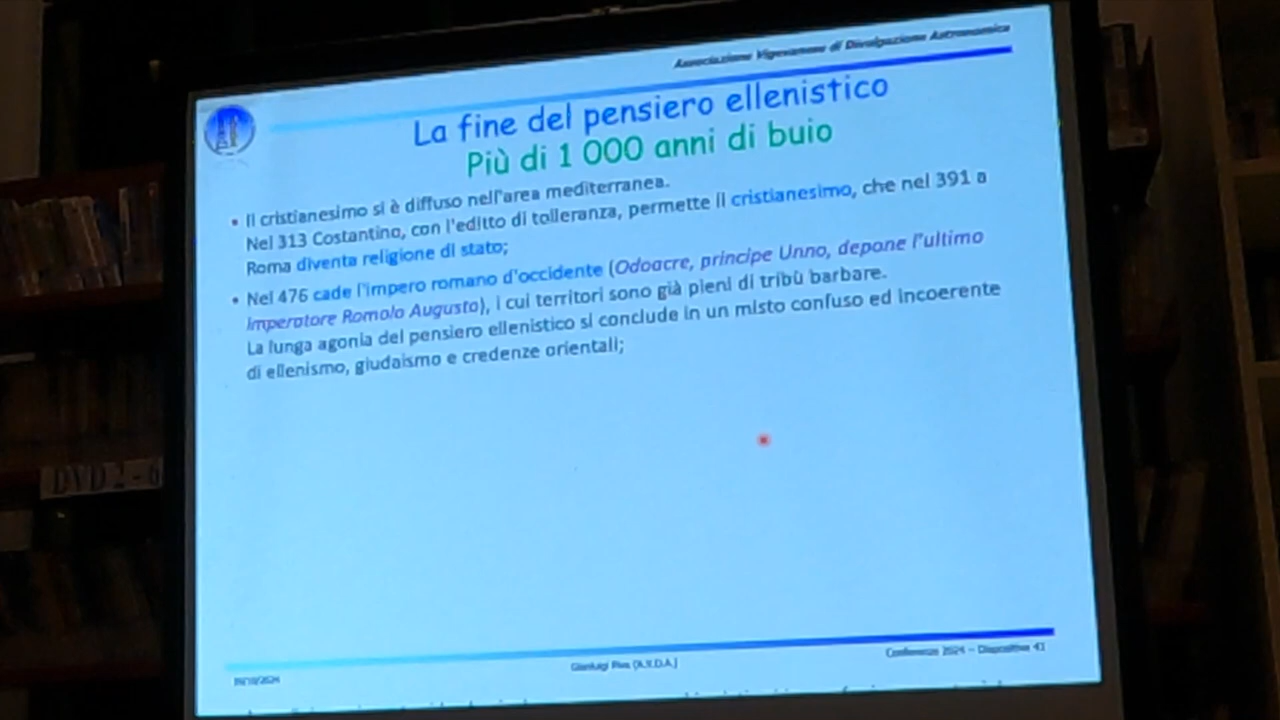 Associazione Vigevanese di Divulgazione Astronomica
La fine del pensiero ellenistico
Più di 1 000 anni di buio
• Il cristianesimo si è diffuso nell'area mediterranea.
Nel 313 Costantino, con l'editto di tolleranza, permette il cristianesimo, che nel 391 a
Roma diventa religione di stato;
• Nel 476 cade l'impero romano d'occidente (Odoacre, principe Unno, depone l'ultimo
imperatore Romolo Augusto), i cui territori sono già pieni di tribù barbare.
La lunga agonia del pensiero ellenistico si conclude in un misto confuso ed incoerente
di ellenismo, giudaismo e credenze orientali;
DVD 2 - 6
Gianluigi Piva (A.V.D.A.)
Conferenze 2024 – Diapositiva 41